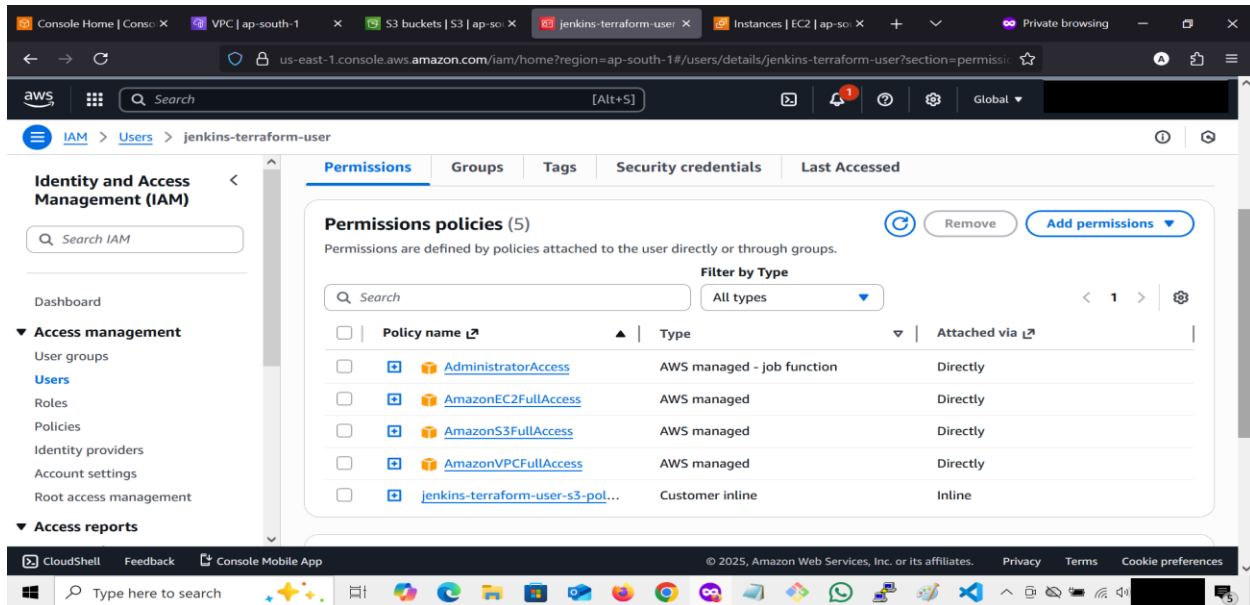 Console Home | Conso
VPC | ap-south-1
S3 buckets | S3 | ap-so
jenkins-terraform-user
Instances | EC2 | ap-so
Private browsing
us-east-1.console.aws.amazon.com/iam/home?region=ap-south-1#/users/details/jenkins-terraform-user?section=permissi
aws
Search
[Alt+S]
1
Global
IAM > Users > jenkins-terraform-user
Identity and Access
Management (IAM)
Search IAM
Dashboard
Access management
User groups
Users
Roles
Policies
Identity providers
Account settings
Root access management
Access reports
Permissions Groups Tags Security credentials Last Accessed
Permissions policies (5)
Remove
Add permissions
Permissions are defined by policies attached to the user directly or through groups.
Filter by Type
Search
All types
1
Policy name Type Attached via
AdministratorAccess AWS managed - job function Directly
AmazonEC2FullAccess AWS managed Directly
AmazonS3FullAccess AWS managed Directly
AmazonVPCFullAccess AWS managed Directly
jenkins-terraform-user-s3-pol... Customer inline Inline
CloudShell Feedback Console Mobile App © 2025, Amazon Web Services, Inc. or its affiliates. Privacy Terms Cookie preferences
Type here to search
5